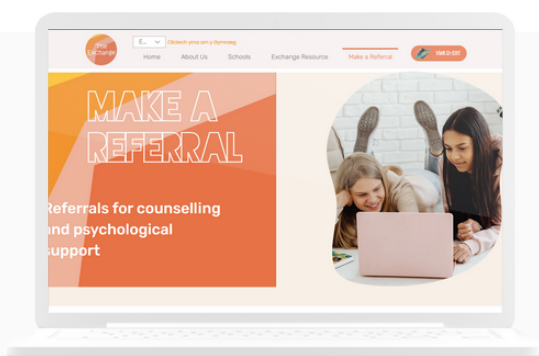 The
Exchange
E...
Cliciwch yma am y Gymraeg
Home
About Us
Schools
Exchange Resource
Make a Referral
MAKE A
REFERRAL
Referrals for counselling
and psychological
support